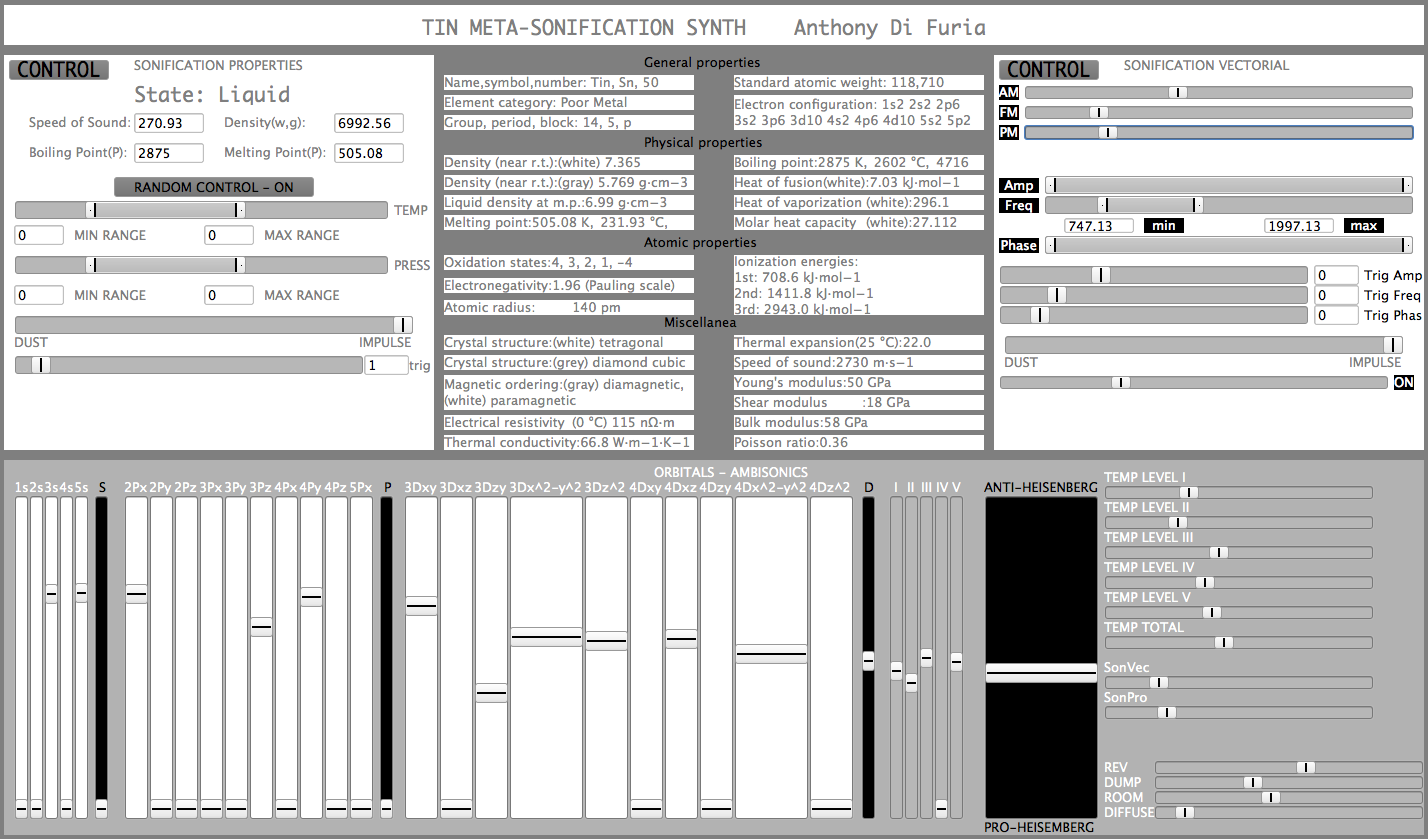 TIN META-SONIFICATION SYNTH Anthony Di Furia
CONTROL SONIFICATION PROPERTIES
State: Liquid
Speed of Sound: 270.93 Density(w,g): 6992.56
Boiling Point(P): 2875 Melting Point(P): 505.08
RANDOM CONTROL - ON
TEMP
0 MIN RANGE 0 MAX RANGE
PRESS
0 MIN RANGE 0 MAX RANGE
DUST IMPULSE
1 trig
General properties
Name,symbol,number: Tin, Sn, 50
Element category: Poor Metal
Group, period, block: 14, 5, p
Standard atomic weight: 118,710
Electron configuration: 1s2 2s2 2p6
3s2 3p6 3d10 4s2 4p6 4d10 5s2 5p2
Physical properties
Density (near r.t.):(white) 7.365
Density (near r.t.):(gray) 5.769 g·cm−3
Liquid density at m.p.:6.99 g·cm−3
Melting point:505.08 K, 231.93 °C,
Boiling point:2875 K, 2602 °C, 4716
Heat of fusion(white):7.03 kJ·mol−1
Heat of vaporization (white):296.1
Molar heat capacity (white):27.112
Atomic properties
Oxidation states:4, 3, 2, 1, -4
Electronegativity:1.96 (Pauling scale)
Atomic radius: 140 pm
Ionization energies:
1st: 708.6 kJ·mol−1
2nd: 1411.8 kJ·mol−1
3rd: 2943.0 kJ·mol−1
Miscellanea
Crystal structure:(white) tetragonal
Crystal structure:(grey) diamond cubic
Magnetic ordering:(gray) diamagnetic,
(white) paramagnetic
Electrical resistivity (0 °C) 115 nΩ·m
Thermal conductivity:66.8 W·m−1·K−1
Thermal expansion(25 °C):22.0
Speed of sound:2730 m·s−1
Young's modulus:50 GPa
Shear modulus :18 GPa
Bulk modulus:58 GPa
Poisson ratio:0.36
CONTROL SONIFICATION VECTORIAL
AM
FM
PM
Amp
Freq
747.13 min 1997.13 max
Phase
0 Trig Amp
0 Trig Freq
0 Trig Phas
DUST IMPULSE
ON
ORBITALS - AMBISONICS
1s 2s 3s 4s 5s S 2Px 2Py 2Pz 3Px 3Py 3Pz 4Px 4Py 4Pz 5Px P 3Dxy 3Dxz 3Dzy 3Dx^2-y^2 3Dz^2 4Dxy 4Dxz 4Dzy 4Dx^2-y^2 4Dz^2 D I II III IV V
ANTI-HEISENBERG
PRO-HEISEMBERG
TEMP LEVEL I
TEMP LEVEL II
TEMP LEVEL III
TEMP LEVEL IV
TEMP LEVEL V
TEMP TOTAL
SonVec
SonPro
REV
DUMP
ROOM
DIFFUSE